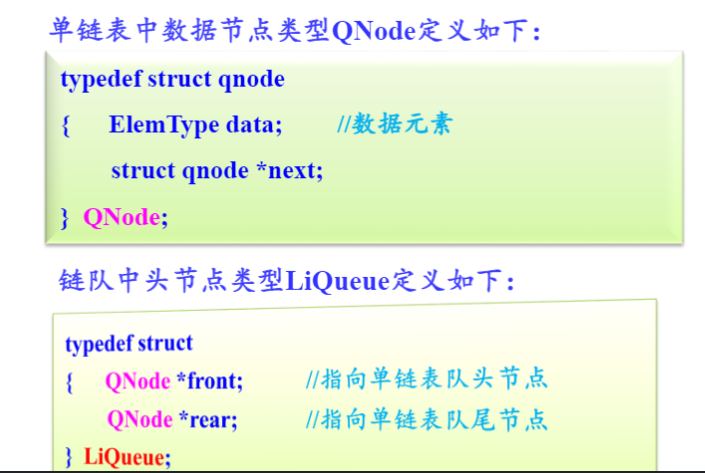 单链表中数据节点类型QNode定义如下：
typedef struct qnode
{ ElemType data; //数据元素
struct qnode *next;
} QNode;
链队中头节点类型LiQueue定义如下：
typedef struct
{ QNode *front; //指向单链表队头节点
QNode *rear; //指向单链表队尾节点
} LiQueue;